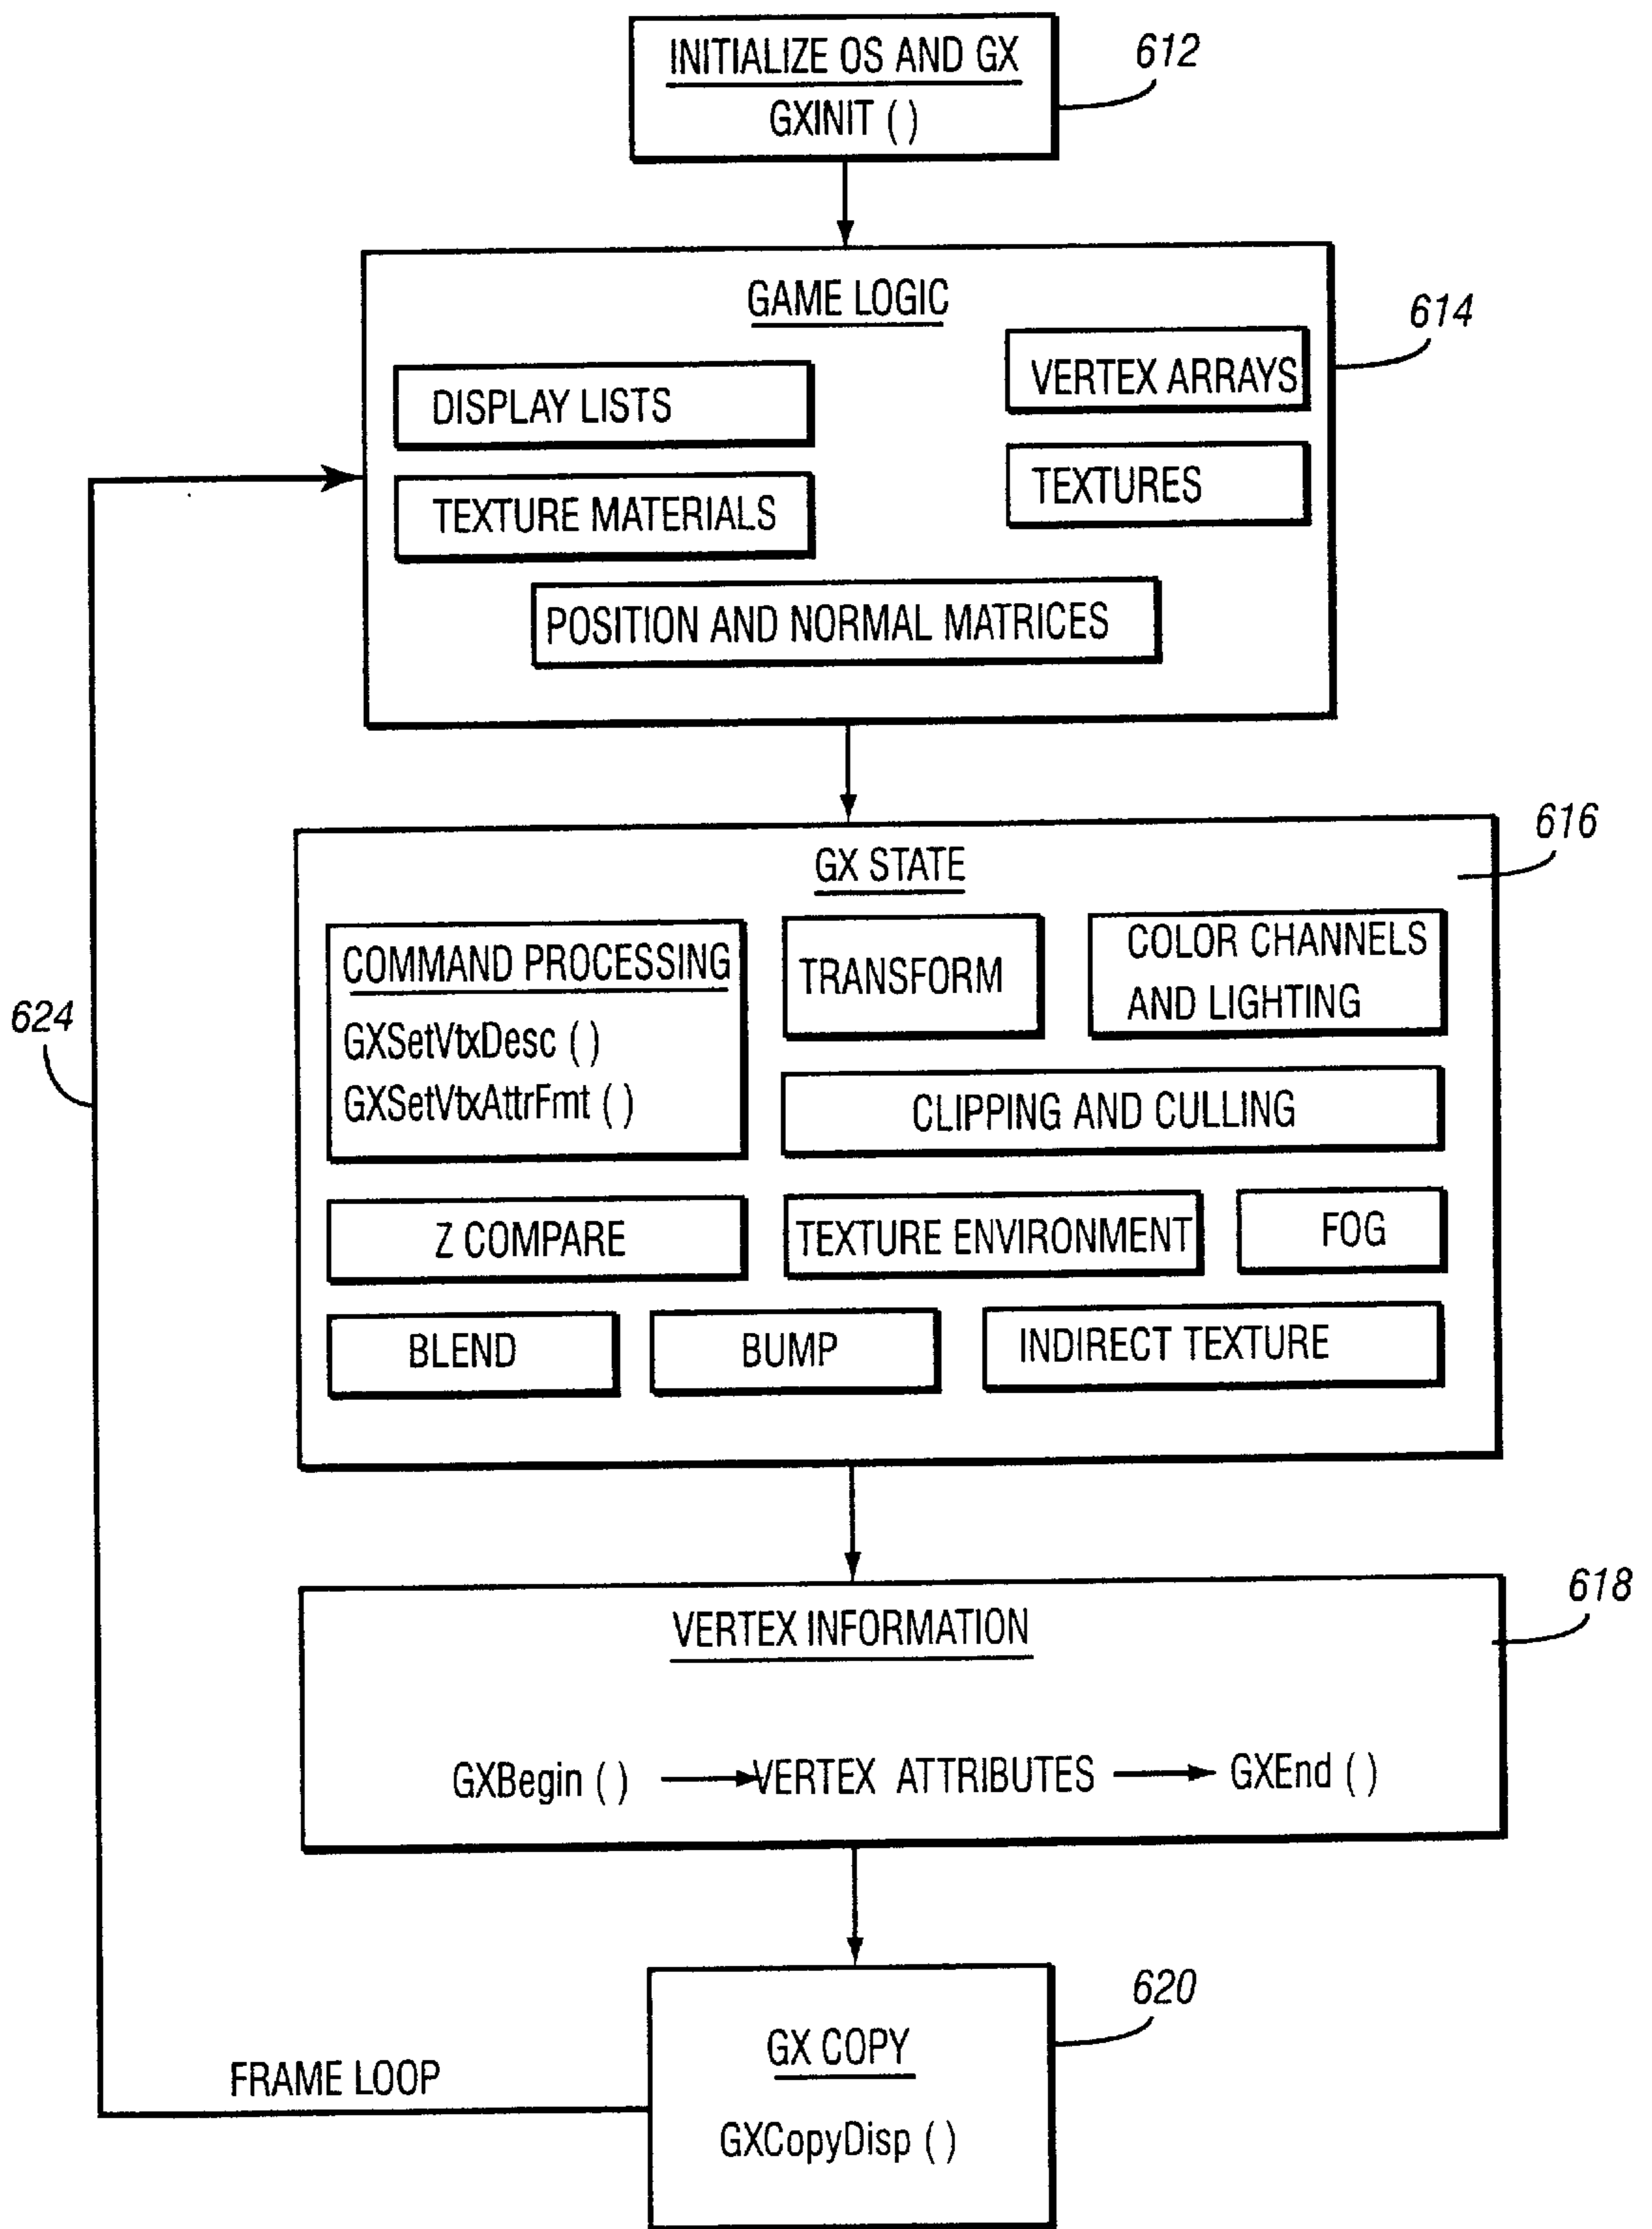 INITIALIZE OS AND GX
GXINIT ( )
612
GAME LOGIC
614
DISPLAY LISTS
VERTEX ARRAYS
TEXTURE MATERIALS
TEXTURES
POSITION AND NORMAL MATRICES
616
GX STATE
COMMAND PROCESSING
GXSetVtxDesc ( )
GXSetVtxAttrFmt ( )
TRANSFORM
COLOR CHANNELS
AND LIGHTING
CLIPPING AND CULLING
Z COMPARE
TEXTURE ENVIRONMENT
FOG
BLEND
BUMP
INDIRECT TEXTURE
624
618
VERTEX INFORMATION
GXBegin ( )
VERTEX ATTRIBUTES
GXEnd ( )
620
GX COPY
GXCopyDisp ( )
FRAME LOOP